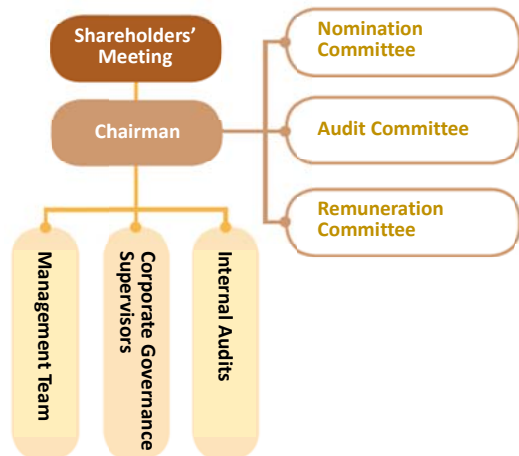 Shareholders’
Meeting
Chairman
Nomination
Committee
Audit Committee
Remuneration
Committee
Management Team
Corporate Governance
Supervisors
Internal Audits